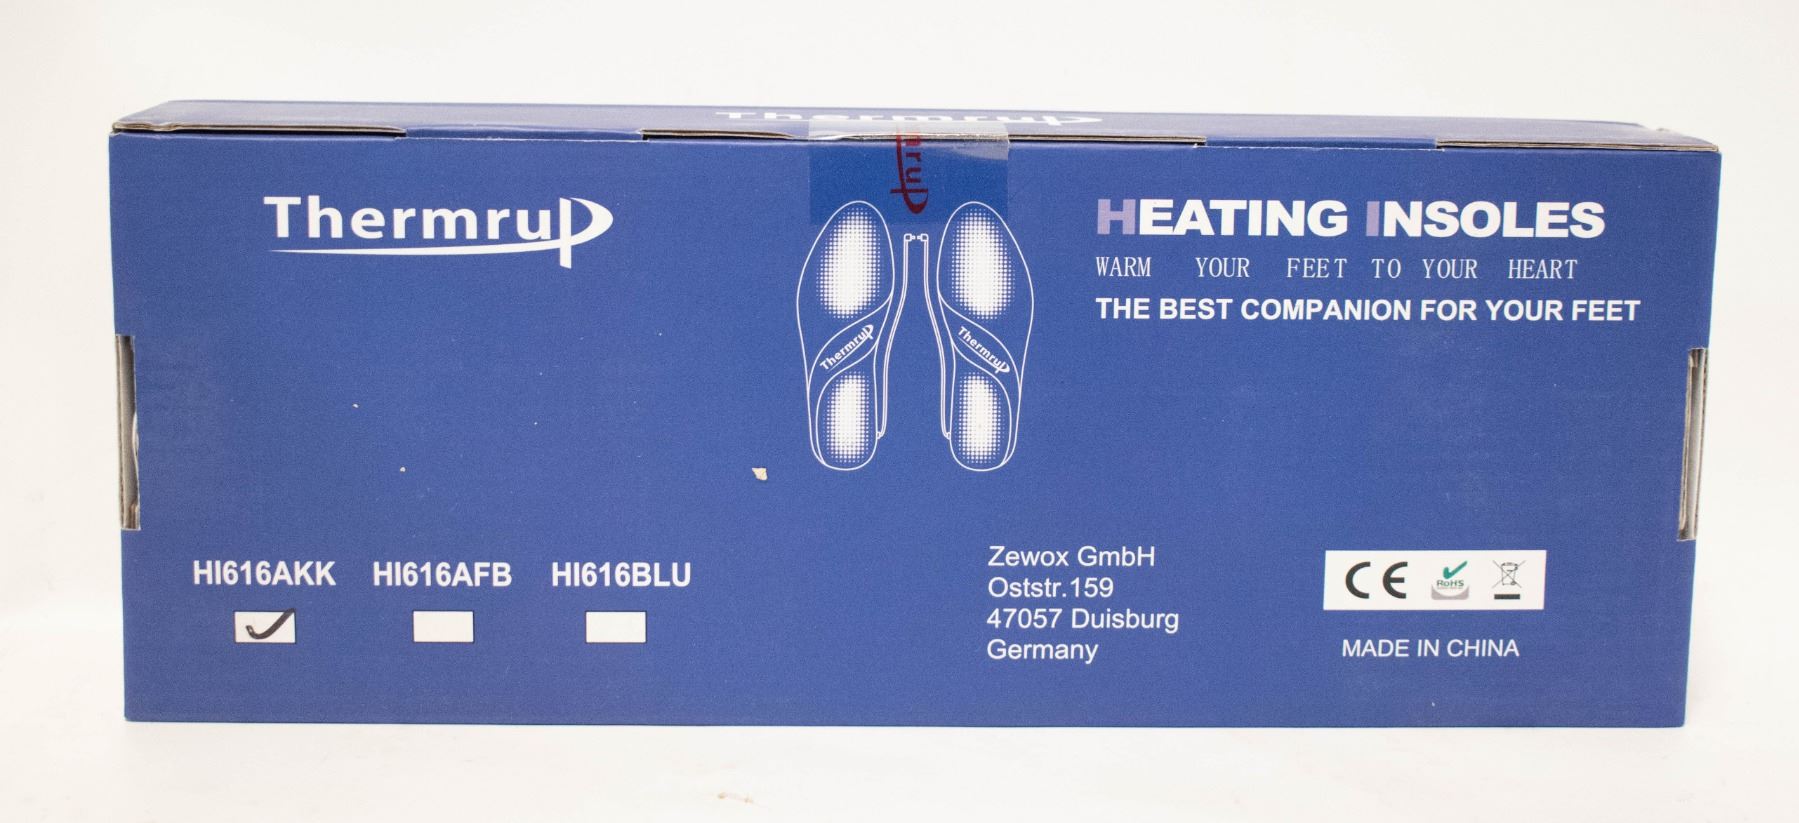 Thermrup
Thermrup
HEATING INSOLES
WARM YOUR FEET TO YOUR HEART
THE BEST COMPANION FOR YOUR FEET
Thermrup
Thermrup
HI616AKK HI616AFB HI616BLU
Zewox GmbH
Oststr.159
47057 Duisburg
Germany
CE
RoHS
MADE IN CHINA